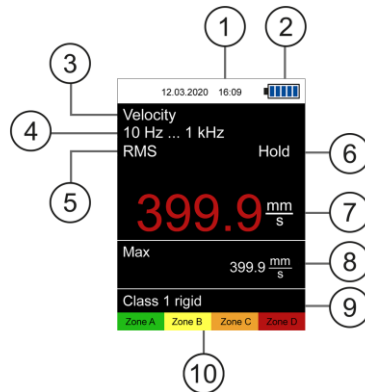 1
2
3
4
5
6
7
8
9
10
12.03.2020 16:09
Velocity
10 Hz ... 1 kHz
RMS Hold
399.9 mm/s
Max
399.9 mm/s
Class 1 rigid
Zone A Zone B Zone C Zone D